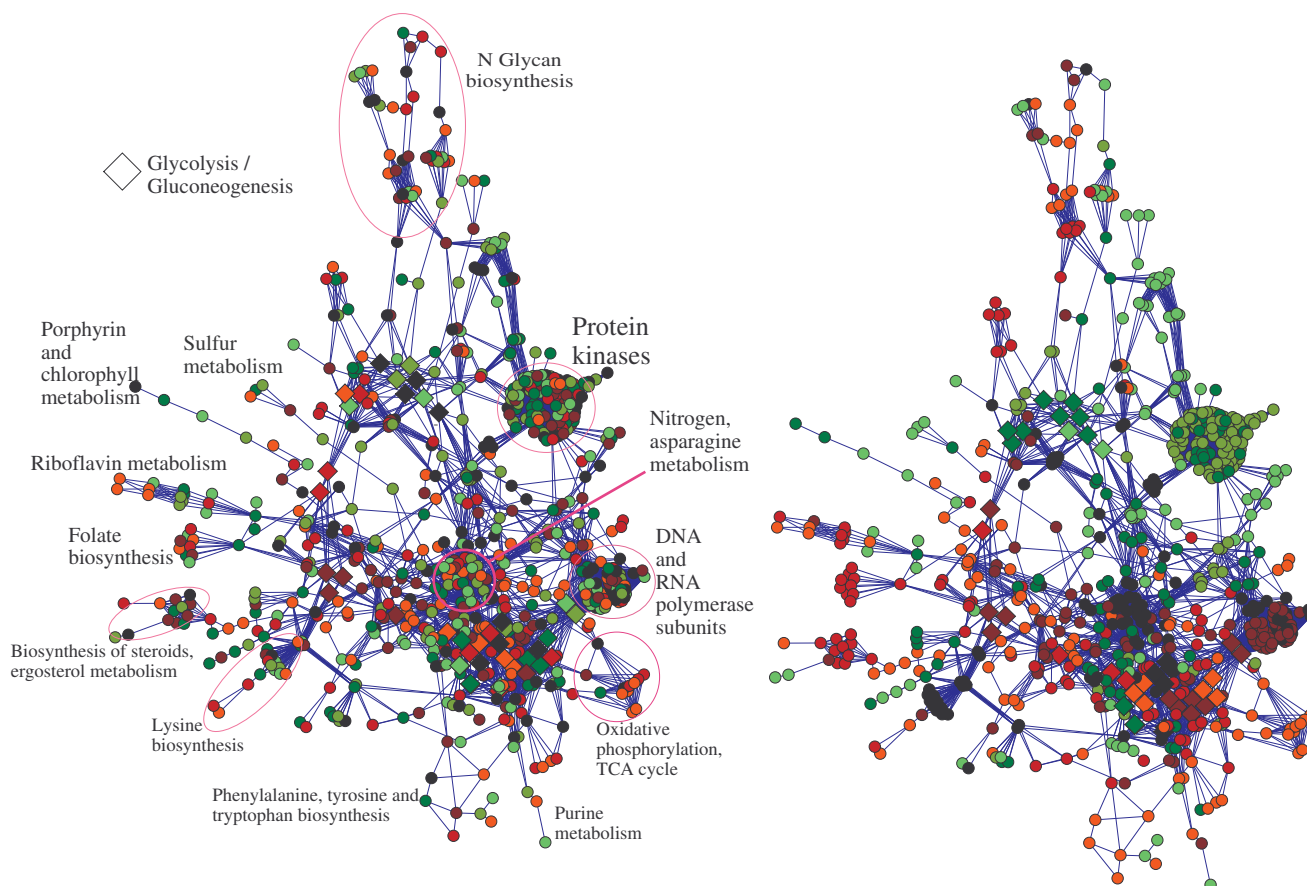 N Glycan
biosynthesis
Glycolysis /
Gluconeogenesis
Porphyrin
and
chlorophyll
metabolism
Sulfur
metabolism
Protein
kinases
Nitrogen,
asparagine
metabolism
Riboflavin metabolism
Folate
biosynthesis
DNA
and
RNA
polymerase
subunits
Biosynthesis of steroids,
ergosterol metabolism
Lysine
biosynthesis
Oxidative
phosphorylation,
TCA cycle
Phenylalanine, tyrosine and
tryptophan biosynthesis
Purine
metabolism